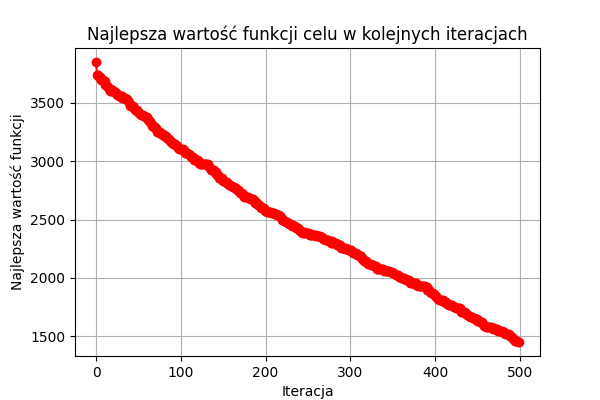 Najlepsza wartość funkcji celu w kolejnych iteracjach
Najlepsza wartość funkcji
3500
3000
2500
2000
1500
0 100 200 300 400 500
Iteracja